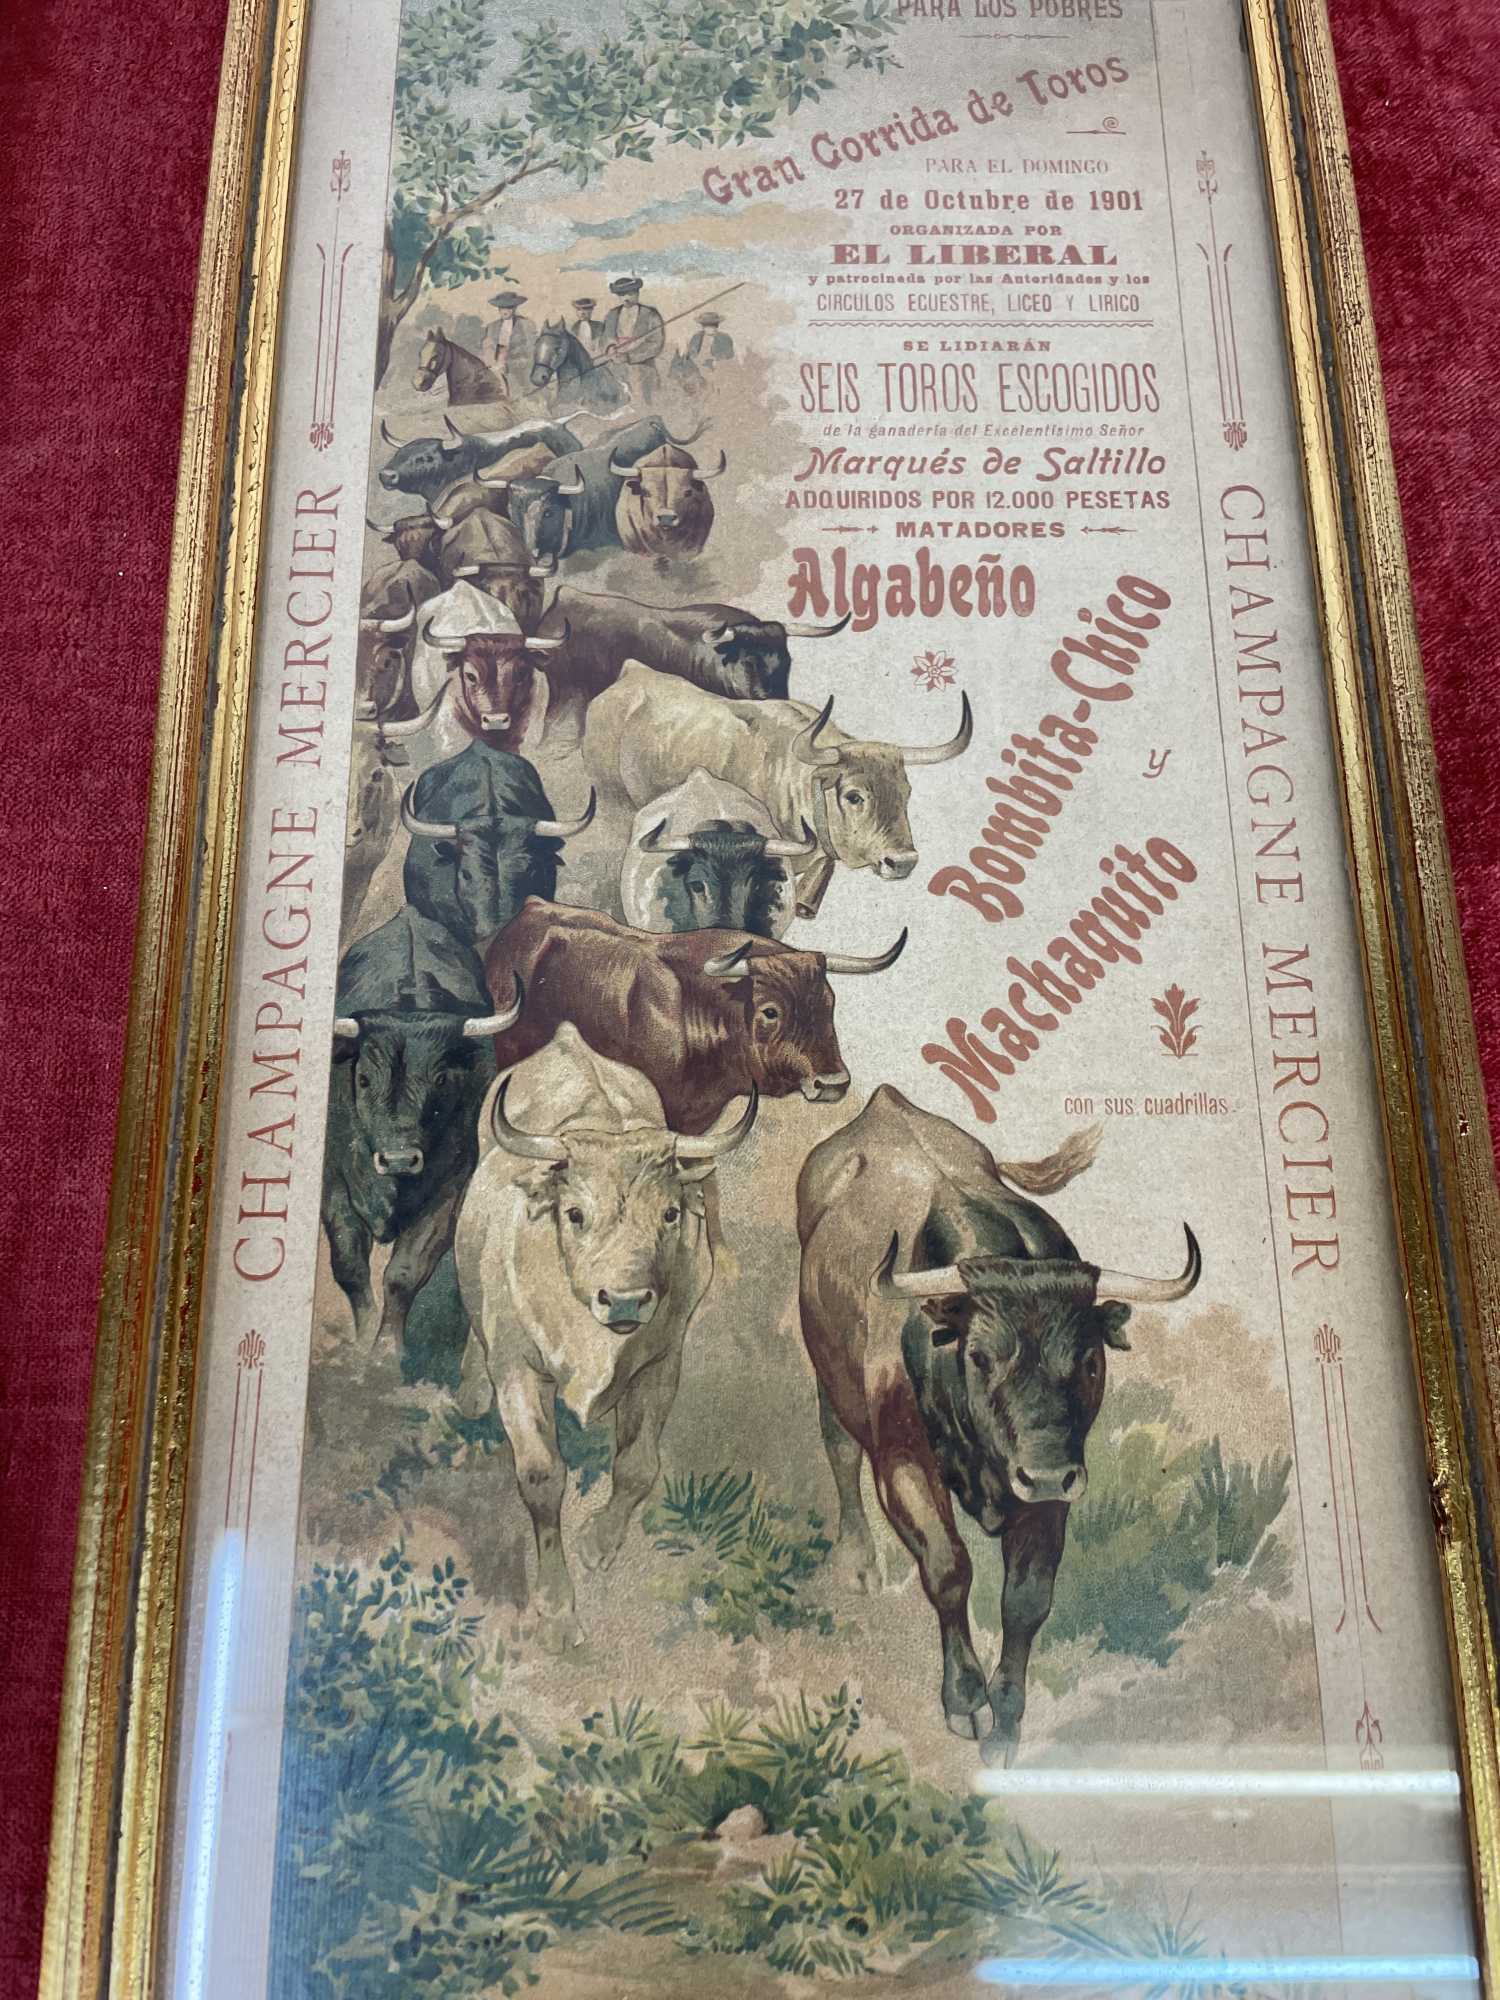 PARA LOS POBRES
Gran Corrida de Toros
PARA EL DOMINGO
27 de Octubre de 1901
ORGANIZADA POR
EL LIBERAL
y patrocineda por las Autoridades y los
CIRCULOS ECUESTRE, LICEO Y LIRICO
SE LIDIARÁN
SEIS TOROS ESCOGIDOS
de la ganadería del Excelentísimo Señor
Marqués de Saltillo
ADQUIRIDOS POR 12.000 PESETAS
MATADORES
Algabeño
Bombita-Chico
y
Machaquito
con sus cuadrillas.
CHAMPAGNE MERCIER
CHAMPAGNE MERCIER